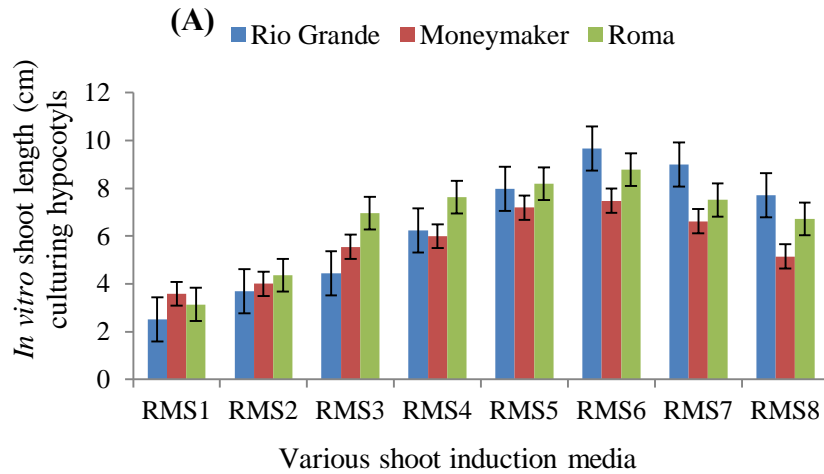 (A)
Rio Grande Moneymaker Roma
In vitro shoot length (cm)
culturing hypocotyls
12
10
8
6
4
2
0
RMS1 RMS2 RMS3 RMS4 RMS5 RMS6 RMS7 RMS8
Various shoot induction media